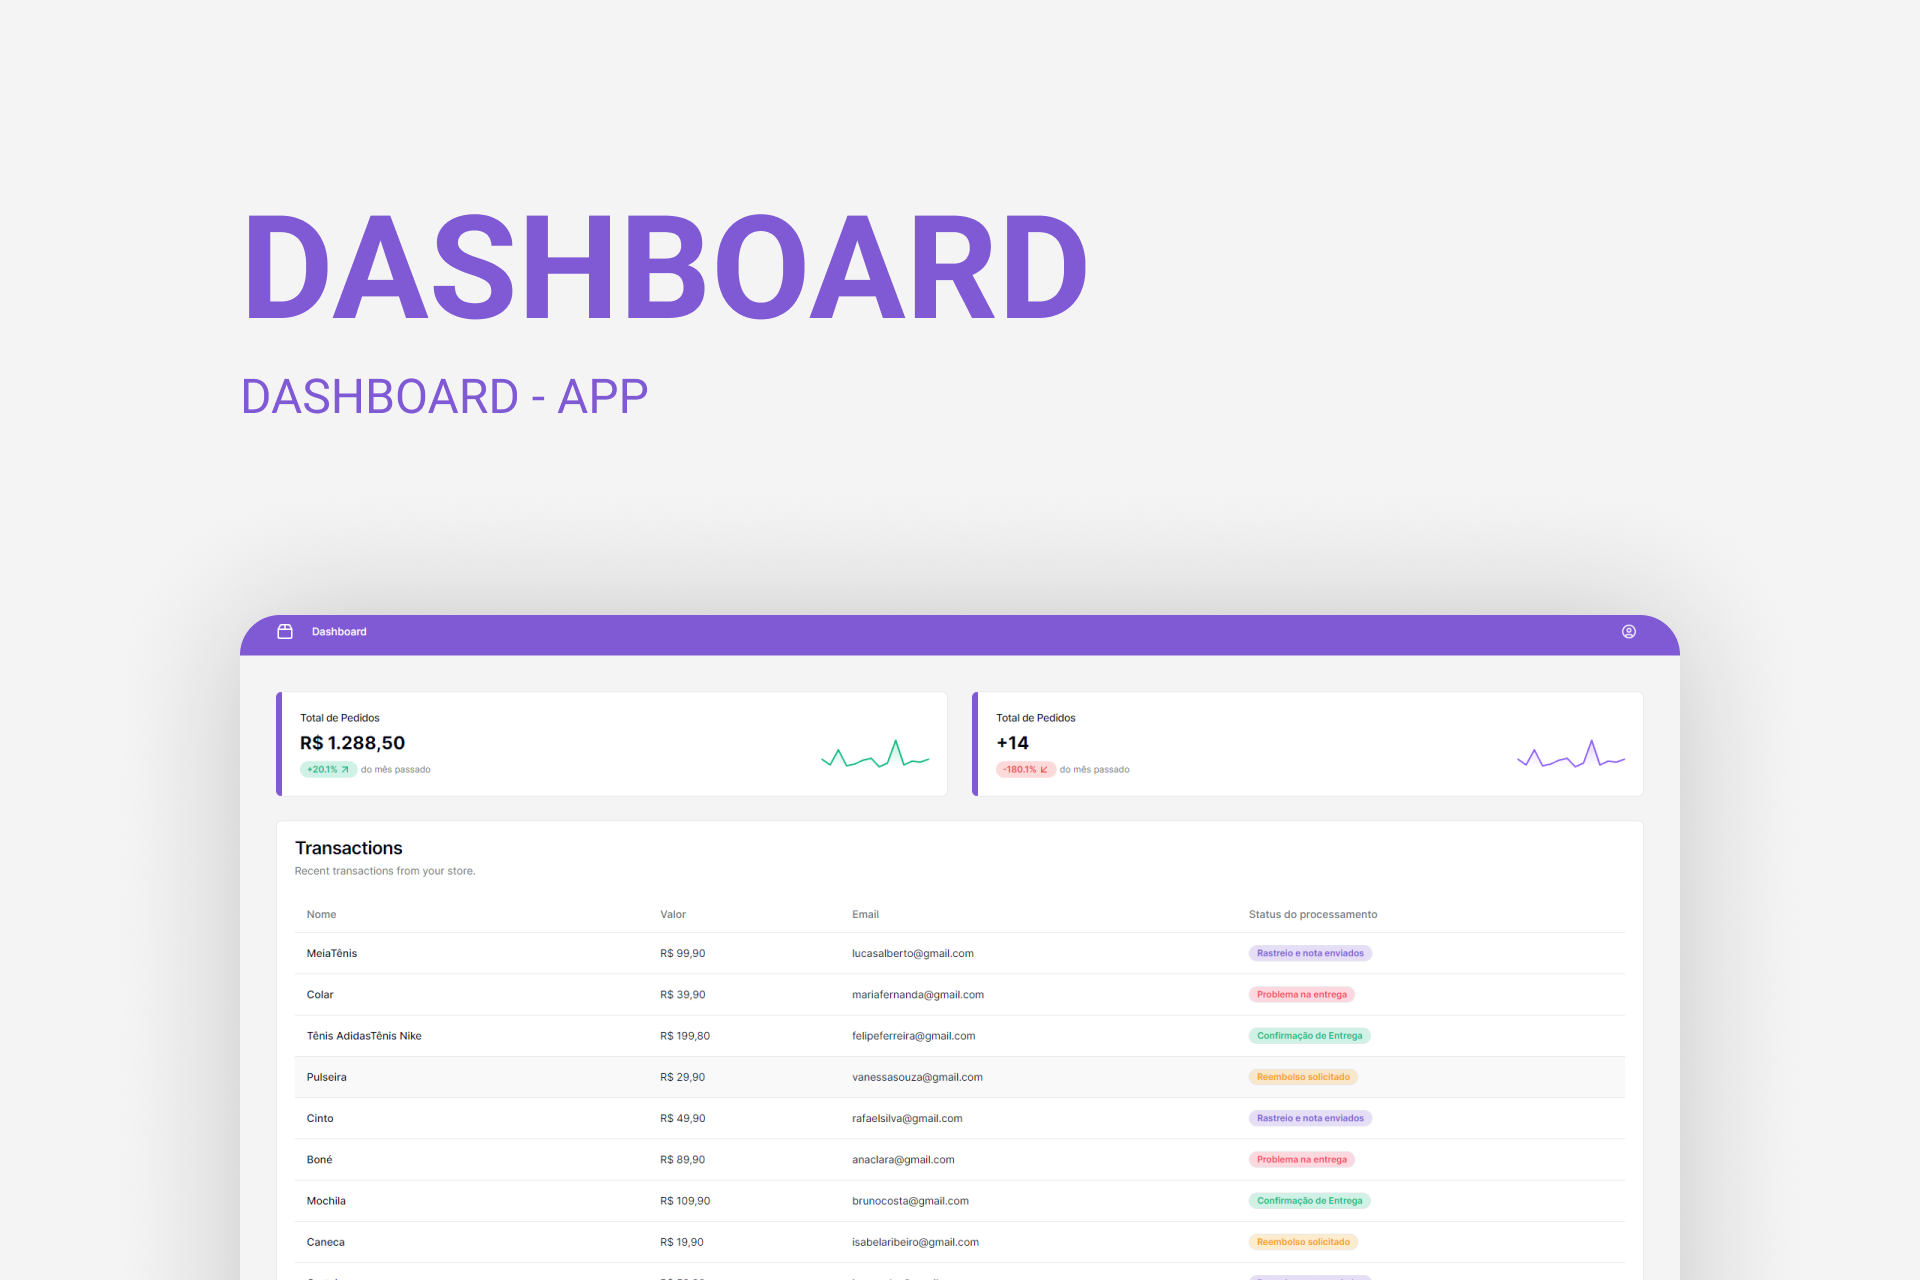 DASHBOARD
DASHBOARD - APP
Dashboard
Total de Pedidos
R$ 1.288,50
+20.1% do mês passado
Total de Pedidos
+14
-180.1% do mês passado
Transactions
Recent transactions from your store.
Nome Valor Email Status do processamento
MeiaTênis R$ 99,90 lucasalberto@gmail.com Rastreio e nota enviados
Colar R$ 39,90 mariafernanda@gmail.com Problema na entrega
Tênis AdidasTênis Nike R$ 199,80 felipeferreira@gmail.com Confirmação de Entrega
Pulseira R$ 29,90 vanessasouza@gmail.com Reembolso solicitado
Cinto R$ 49,90 rafaelsilva@gmail.com Rastreio e nota enviados
Boné R$ 89,90 anaclara@gmail.com Problema na entrega
Mochila R$ 109,90 brunocosta@gmail.com Confirmação de Entrega
Caneca R$ 19,90 isabelaribeiro@gmail.com Reembolso solicitado